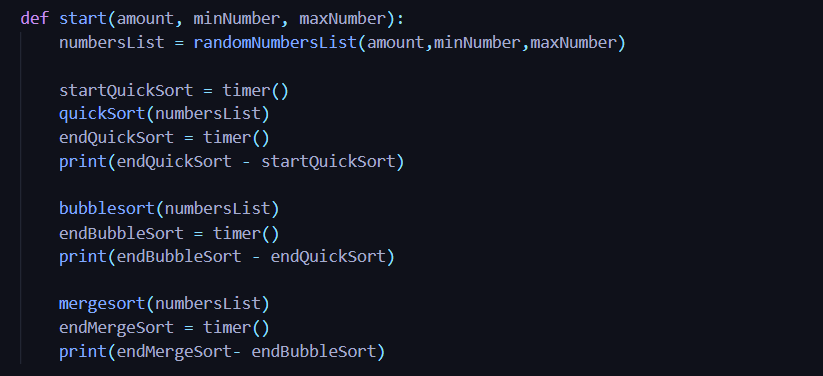 def start(amount, minNumber, maxNumber):
    numbersList = randomNumbersList(amount,minNumber,maxNumber)

    startQuickSort = timer()
    quickSort(numbersList)
    endQuickSort = timer()
    print(endQuickSort - startQuickSort)

    bubblesort(numbersList)
    endBubbleSort = timer()
    print(endBubbleSort - endQuickSort)

    mergesort(numbersList)
    endMergeSort = timer()
    print(endMergeSort- endBubbleSort)